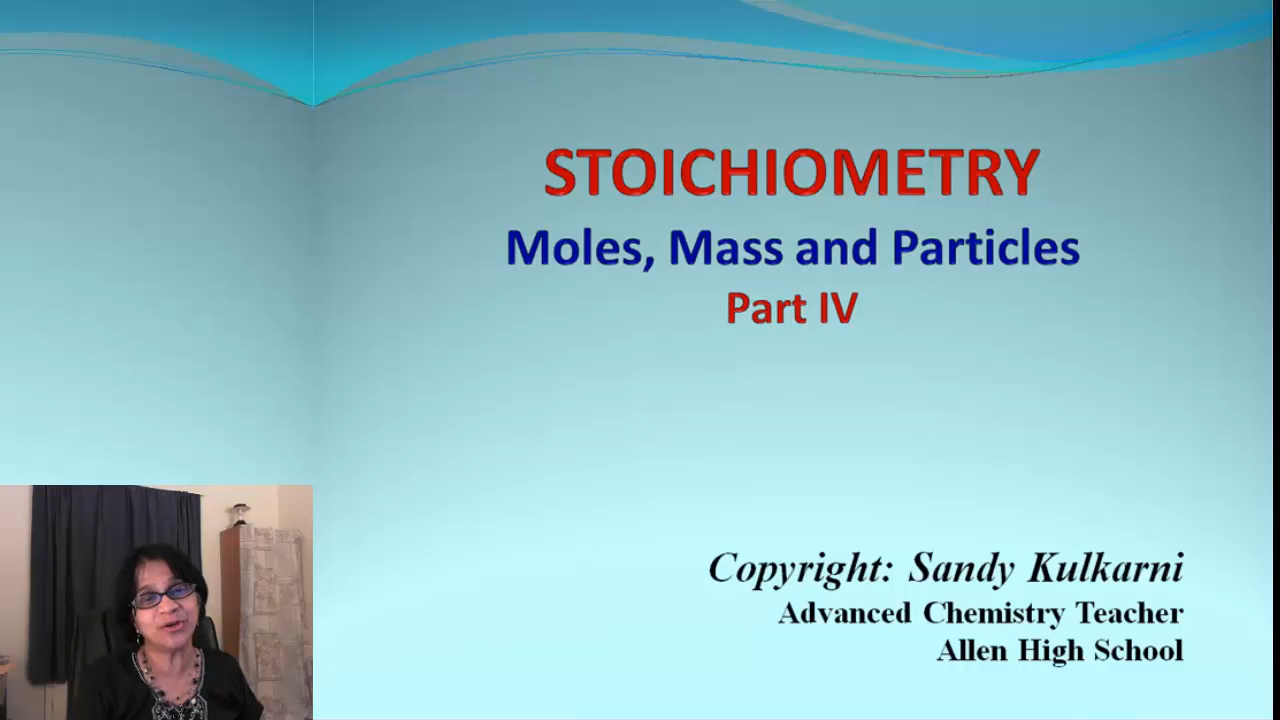 STOICHIOMETRY
Moles, Mass and Particles
Part IV
Copyright: Sandy Kulkarni
Advanced Chemistry Teacher
Allen High School